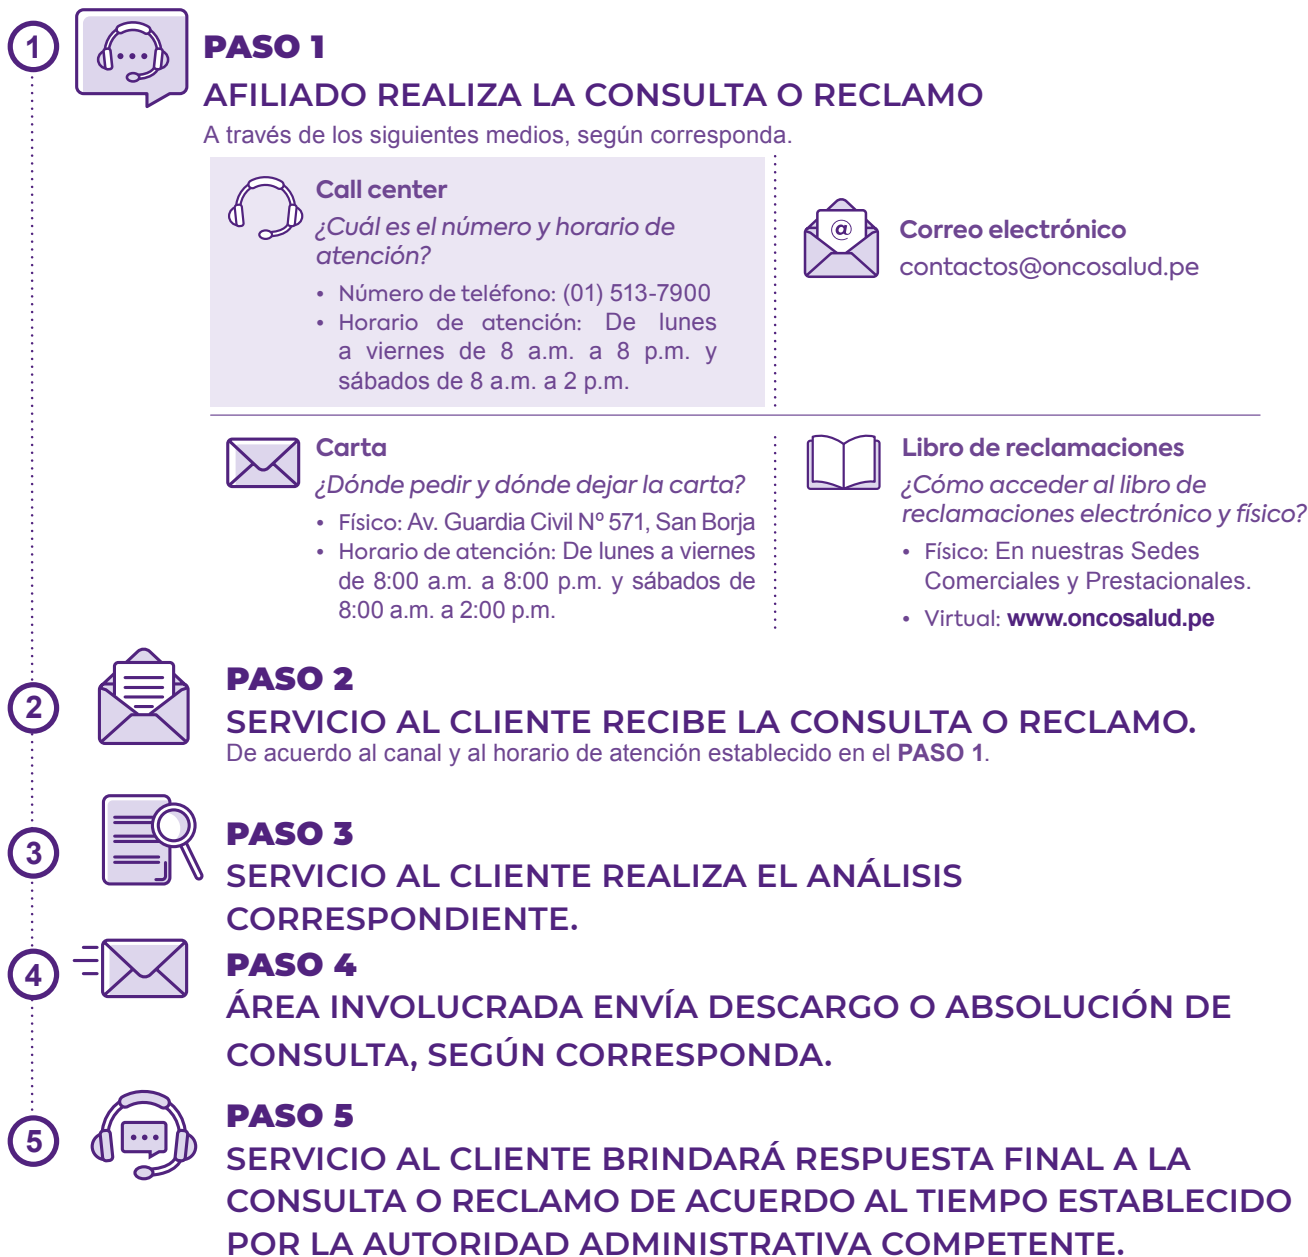 1
PASO 1
AFILIADO REALIZA LA CONSULTA O RECLAMO
A través de los siguientes medios, según corresponda.
Call center
¿Cuál es el número y horario de
atención?
• Número de teléfono: (01) 513-7900
• Horario de atención: De lunes
a viernes de 8 a.m. a 8 p.m. y
sábados de 8 a.m. a 2 p.m.
@
Correo electrónico
contactos@oncosalud.pe
Carta
¿Dónde pedir y dónde dejar la carta?
• Físico: Av. Guardia Civil Nº 571, San Borja
• Horario de atención: De lunes a viernes
de 8:00 a.m. a 8:00 p.m. y sábados de
8:00 a.m. a 2:00 p.m.
Libro de reclamaciones
¿Cómo acceder al libro de
reclamaciones electrónico y físico?
• Físico: En nuestras Sedes
Comerciales y Prestacionales.
• Virtual: www.oncosalud.pe
2
PASO 2
SERVICIO AL CLIENTE RECIBE LA CONSULTA O RECLAMO.
De acuerdo al canal y al horario de atención establecido en el PASO 1.
3
PASO 3
SERVICIO AL CLIENTE REALIZA EL ANÁLISIS
CORRESPONDIENTE.
4
PASO 4
ÁREA INVOLUCRADA ENVÍA DESCARGO O ABSOLUCIÓN DE
CONSULTA, SEGÚN CORRESPONDA.
5
PASO 5
SERVICIO AL CLIENTE BRINDARÁ RESPUESTA FINAL A LA
CONSULTA O RECLAMO DE ACUERDO AL TIEMPO ESTABLECIDO
POR LA AUTORIDAD ADMINISTRATIVA COMPETENTE.